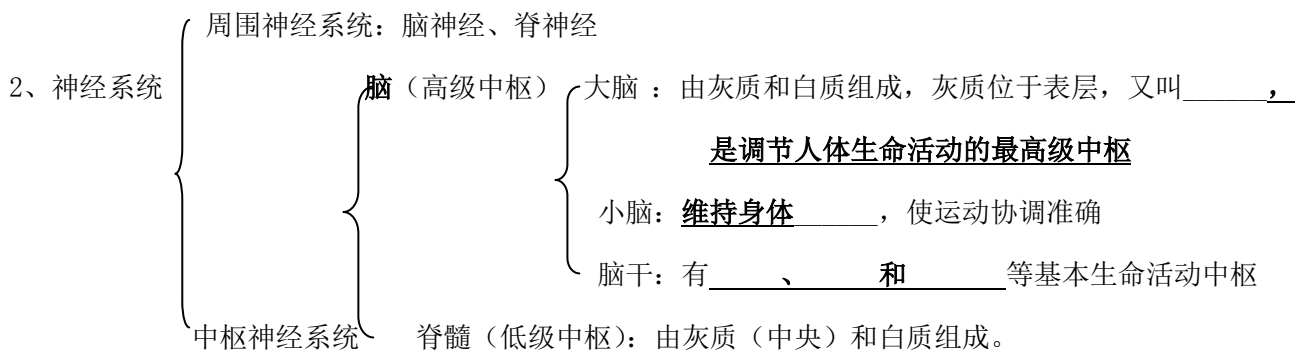 周围神经系统：脑神经、脊神经
2、神经系统 脑（高级中枢） 大脑 ：由灰质和白质组成，灰质位于表层，又叫______，
是调节人体生命活动的最高级中枢
小脑：维持身体______，使运动协调准确
脑干：有_____、_____和______等基本生命活动中枢
中枢神经系统 脊髓（低级中枢）：由灰质（中央）和白质组成。